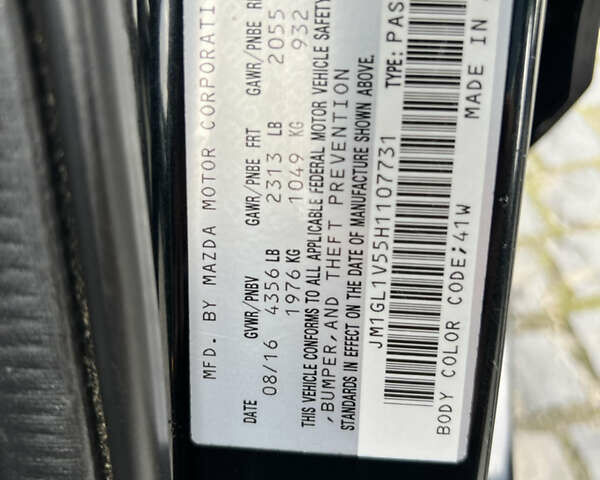 MFD. BY MAZDA MOTOR CORPORATI
DATE GVWR/PNBV GAWR/PNBE FRT GAWR/PNBE R
08/16 4356 LB 2313 LB 2055
1976 KG 1049 KG 932
THIS VEHICLE CONFORMS TO ALL APPLICABLE FEDERAL MOTOR VEHICLE SAFETY
,BUMPER,AND THEFT PREVENTION
STANDARDS IN EFFECT ON THE DATE OF MANUFACTURE SHOWN ABOVE.
JM1GL1V55H1107731 TYPE: PAS
BODY COLOR CODE;41W MADE IN